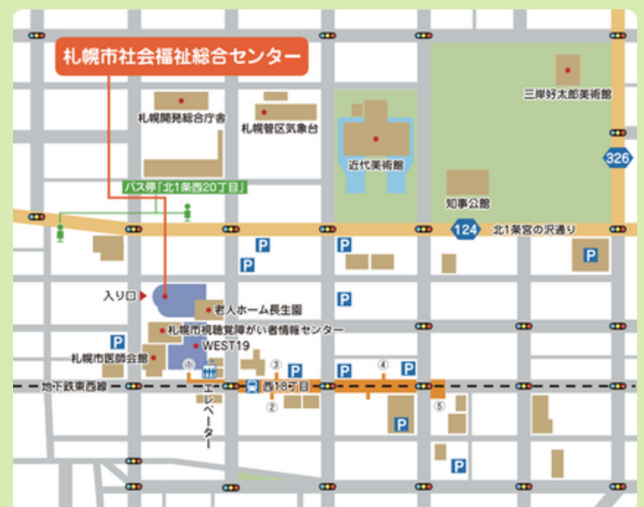 札幌市社会福祉総合センター
三岸好太郎美術館
札幌開発総合庁舎
札幌管区気象台
近代美術館
326
バス停「北1条西20丁目」
知事公館
124
北1条宮の沢通り
P
P
P
P
入り口
P
老人ホーム長生園
札幌市視聴覚障がい者情報センター
P
WEST19
札幌市医師会館
①
③
④
P
P
P
地下鉄東西線
西18丁目
エレベーター
②
⑤
P
P